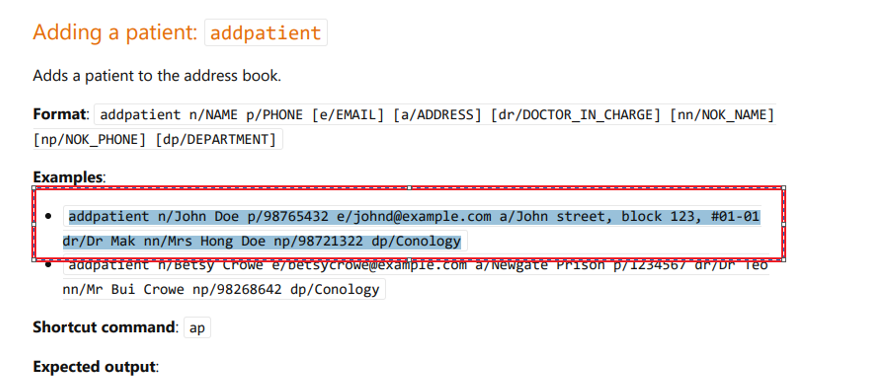 Adding a patient: addpatient
Adds a patient to the address book.
Format: addpatient n/NAME p/PHONE [e/EMAIL] [a/ADDRESS] [dr/DOCTOR_IN_CHARGE] [nn/NOK_NAME]
[np/NOK_PHONE] [dp/DEPARTMENT]
Examples:
• addpatient n/John Doe p/98765432 e/johnd@example.com a/John street, block 123, #01-01
dr/Dr Mak nn/Mrs Hong Doe np/98721322 dp/Conology
• addpatient n/Betsy Crowe e/betsycrowe@example.com a/Newgate Prison p/1234567 dr/Dr Teo
nn/Mr Bui Crowe np/98268642 dp/Conology
Shortcut command: ap
Expected output: